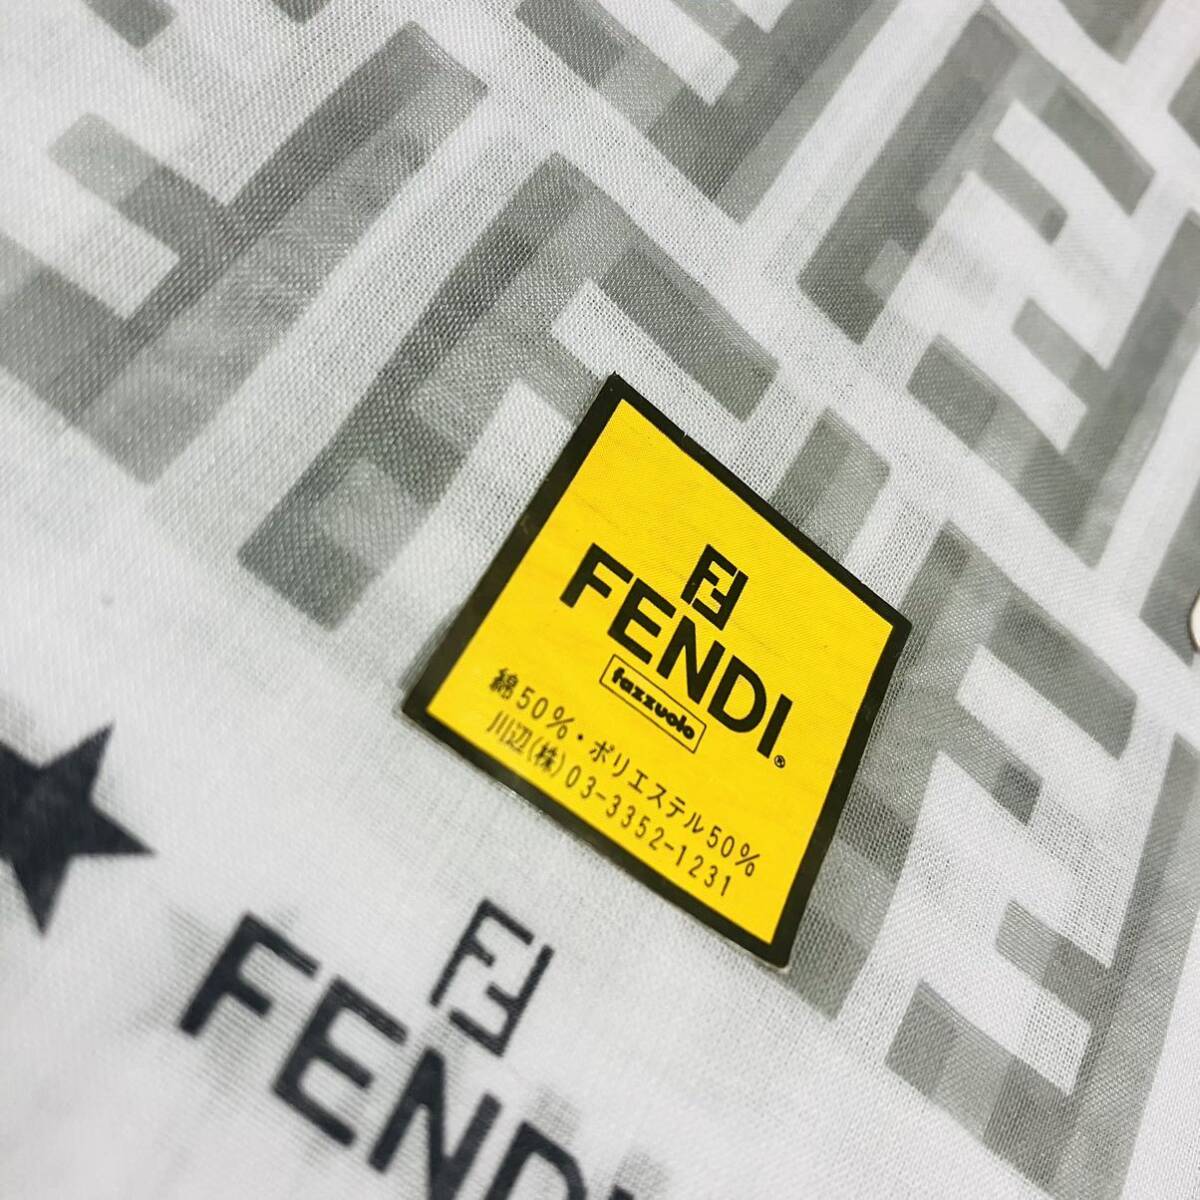 FF
FENDI®
fazzuolo
綿50%・ポリエステル50%
川辺(株)03-3352-1231
FF
FENDI